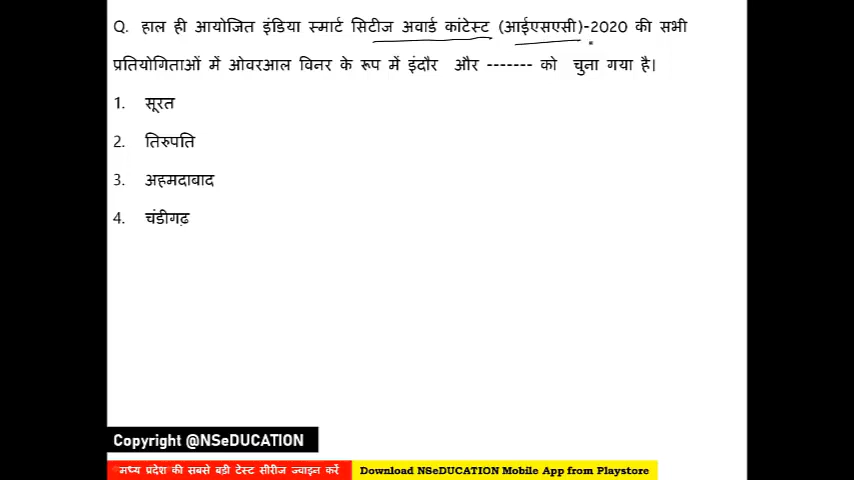 Q. हाल ही आयोजित इंडिया स्मार्ट सिटीज अवार्ड कांटेस्ट (आईएसएसी)-2020 की सभी
प्रतियोगिताओं में ओवरआल विनर के रूप में इंदौर और ------- को चुना गया है।
1. सूरत
2. तिरुपति
3. अहमदाबाद
4. चंडीगढ़
Copyright @NSeDUCATION
मध्य प्रदेश की सबसे बड़ी टेस्ट सीरीज ज्वाइन करें Download NSeDUCATION Mobile App from Playstore